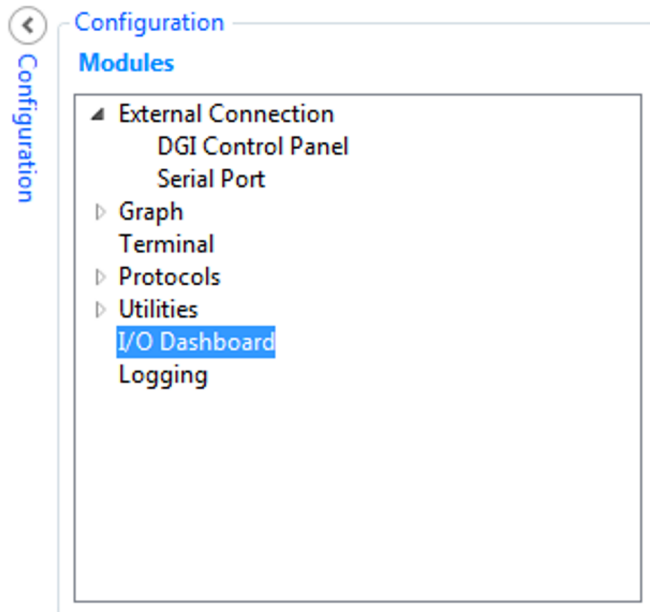 Configuration
Configuration
Modules
External Connection
DGI Control Panel
Serial Port
Graph
Terminal
Protocols
Utilities
I/O Dashboard
Logging